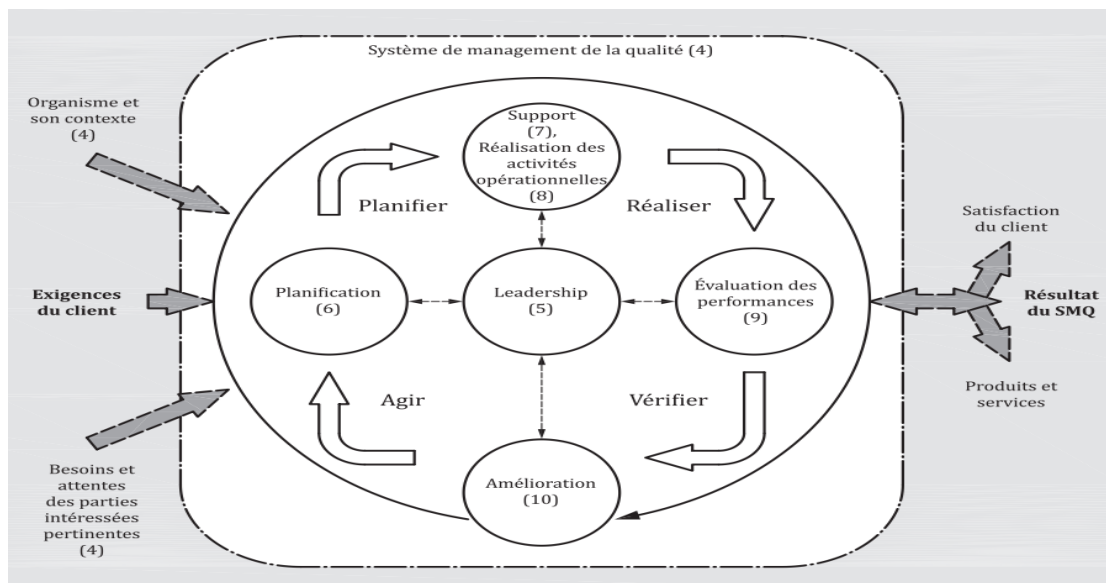 Système de management de la qualité (4)
Organisme et
son contexte
(4)
Support
(7),
Réalisation des
activités
opérationnelles
(8)
Planifier
Réaliser
Satisfaction
du client
Exigences
du client
Planification
(6)
Leadership
(5)
Évaluation des
performances
(9)
Résultat
du SMQ
Agir
Vérifier
Produits et
services
Besoins et
attentes
des parties
intéressées
pertinentes
(4)
Amélioration
(10)